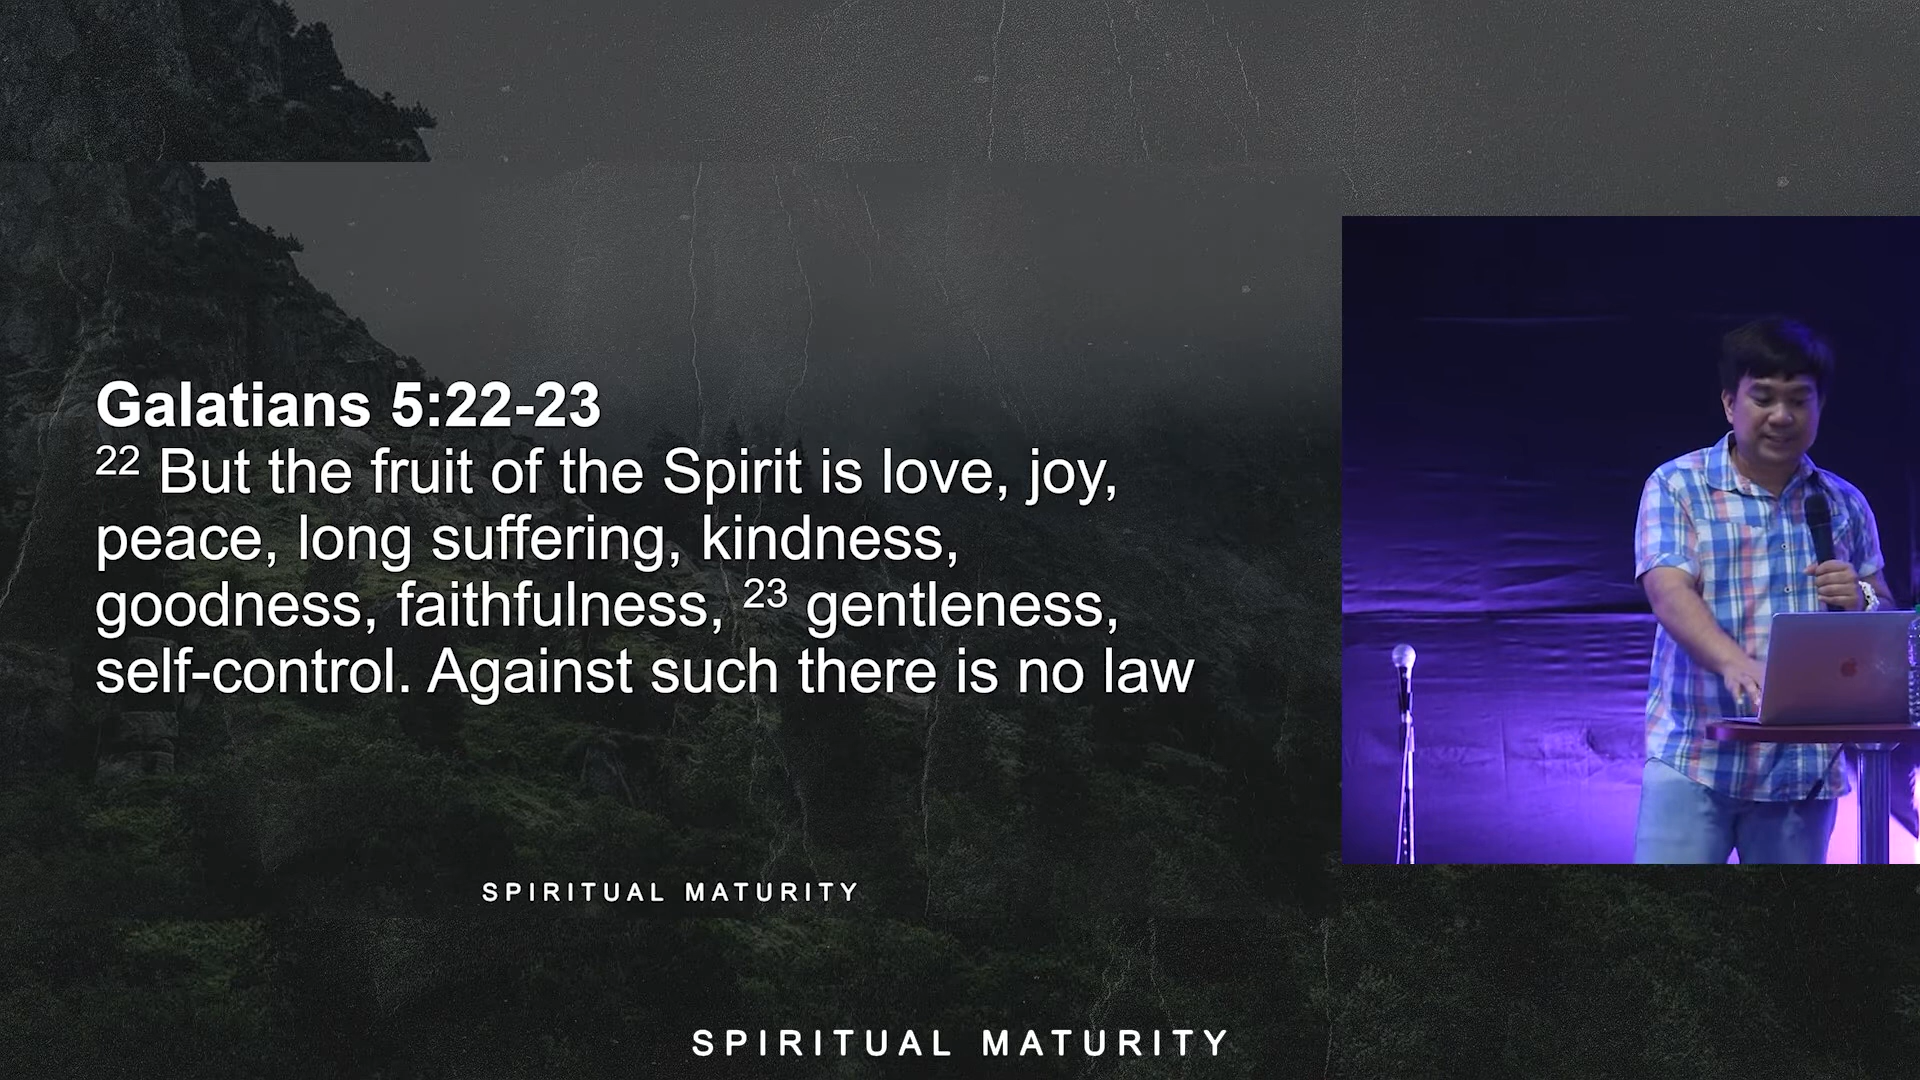 Galatians 5:22-23
22 But the fruit of the Spirit is love, joy,
peace, long suffering, kindness,
goodness, faithfulness, 23 gentleness,
self-control. Against such there is no law
SPIRITUAL MATURITY
SPIRITUAL MATURITY